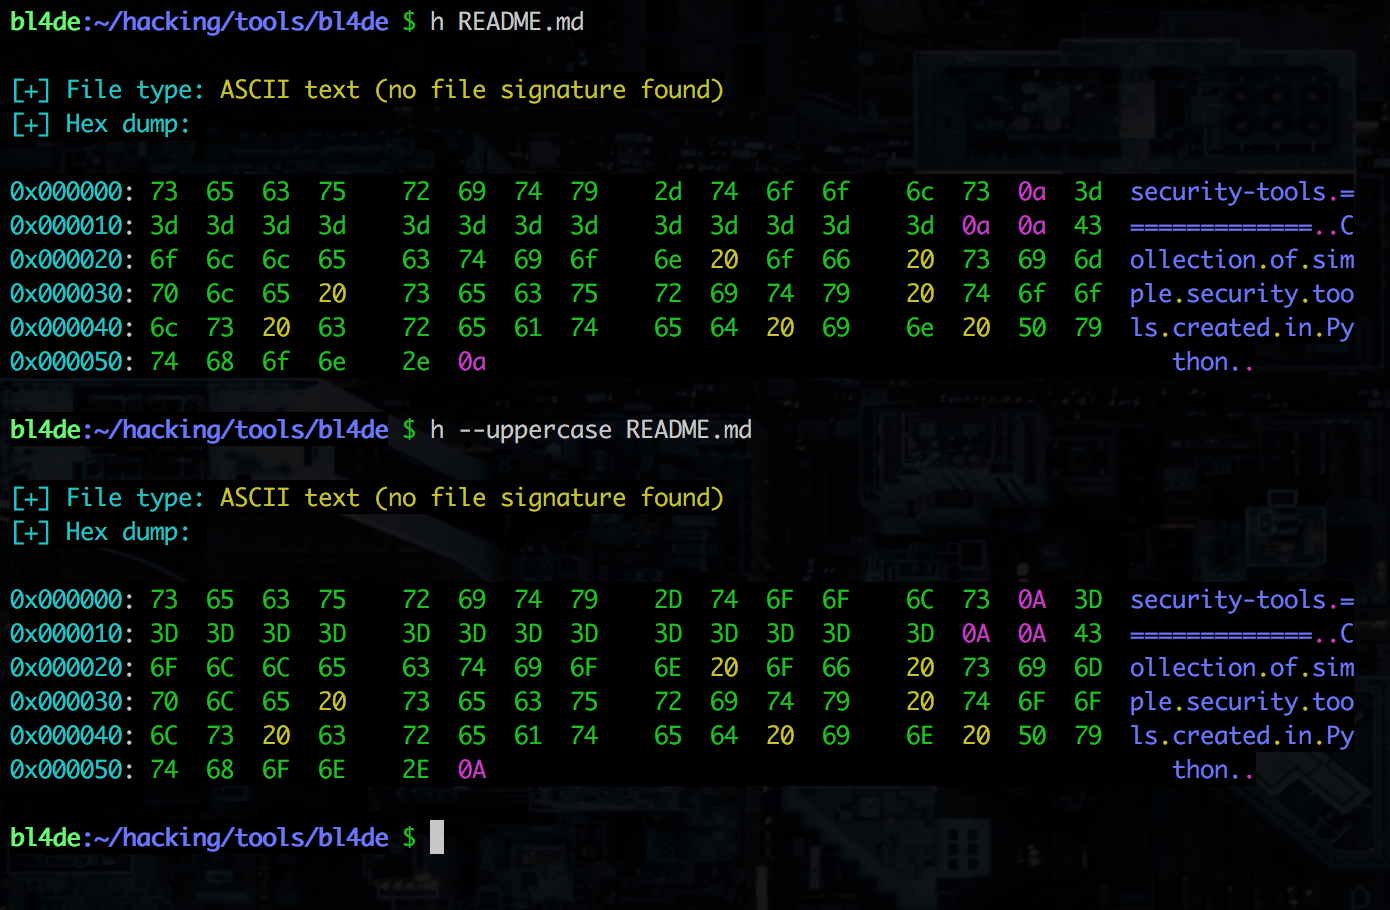 bl4de:~/hacking/tools/bl4de $ h README.md
[+] File type: ASCII text (no file signature found)
[+] Hex dump:
0x000000: 73 65 63 75 72 69 74 79 2d 74 6f 6f 6c 73 0a 3d security-tools.=
0x000010: 3d 3d 3d 3d 3d 3d 3d 3d 3d 3d 3d 3d 3d 0a 0a 43 =============..C
0x000020: 6f 6c 6c 65 63 74 69 6f 6e 20 6f 66 20 73 69 6d ollection.of.sim
0x000030: 70 6c 65 20 73 65 63 75 72 69 74 79 20 74 6f 6f ple.security.too
0x000040: 6c 73 20 63 72 65 61 74 65 64 20 69 6e 20 50 79 ls.created.in.Py
0x000050: 74 68 6f 6e 2e 0a thon..
bl4de:~/hacking/tools/bl4de $ h --uppercase README.md
[+] File type: ASCII text (no file signature found)
[+] Hex dump:
0x000000: 73 65 63 75 72 69 74 79 2D 74 6F 6F 6C 73 0A 3D security-tools.=
0x000010: 3D 3D 3D 3D 3D 3D 3D 3D 3D 3D 3D 3D 3D 0A 0A 43 =============..C
0x000020: 6F 6C 6C 65 63 74 69 6F 6E 20 6F 66 20 73 69 6D ollection.of.sim
0x000030: 70 6C 65 20 73 65 63 75 72 69 74 79 20 74 6F 6F ple.security.too
0x000040: 6C 73 20 63 72 65 61 74 65 64 20 69 6E 20 50 79 ls.created.in.Py
0x000050: 74 68 6F 6E 2E 0A thon..
bl4de:~/hacking/tools/bl4de $